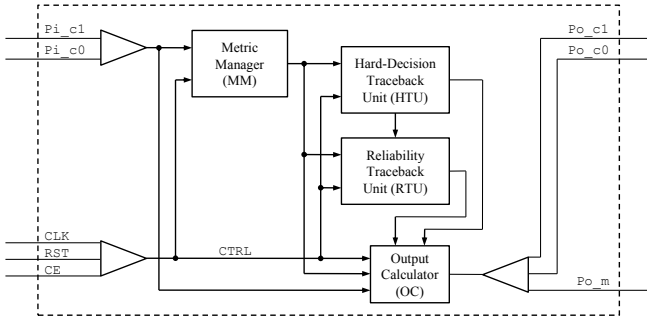 Pi_c1
Pi_c0
Metric
Manager
(MM)
Hard-Decision
Traceback
Unit (HTU)
Po_c1
Po_c0
Reliability
Traceback
Unit (RTU)
CLK
RST
CE
CTRL
Output
Calculator
(OC)
Po_m